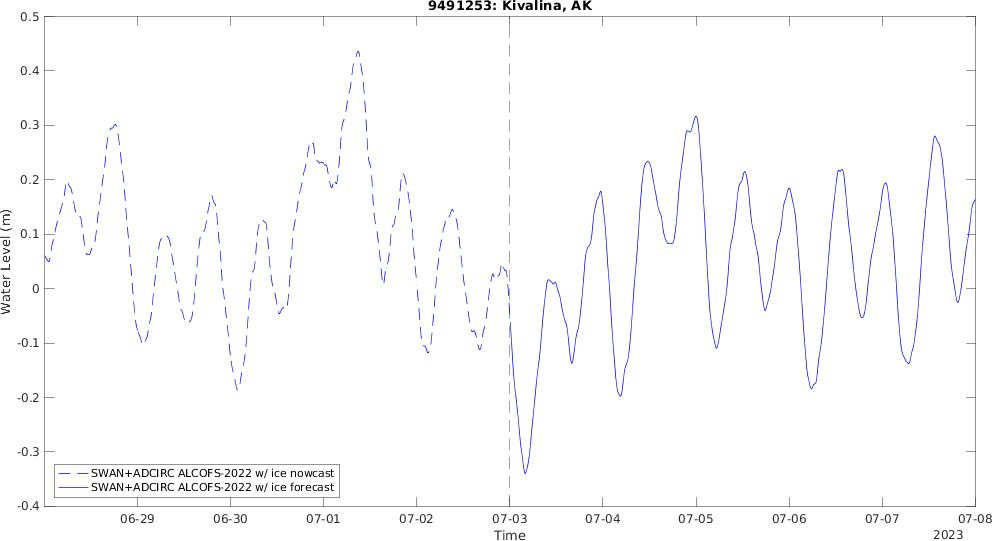 9491253: Kivalina, AK
0.5
0.4
0.3
0.2
0.1
0
-0.1
-0.2
-0.3
-0.4
Water Level (m)
SWAN+ADCIRC ALCOFS-2022 w/ ice nowcast
SWAN+ADCIRC ALCOFS-2022 w/ ice forecast
06-29 06-30 07-01 07-02 07-03 07-04 07-05 07-06 07-07 07-08
Time
2023